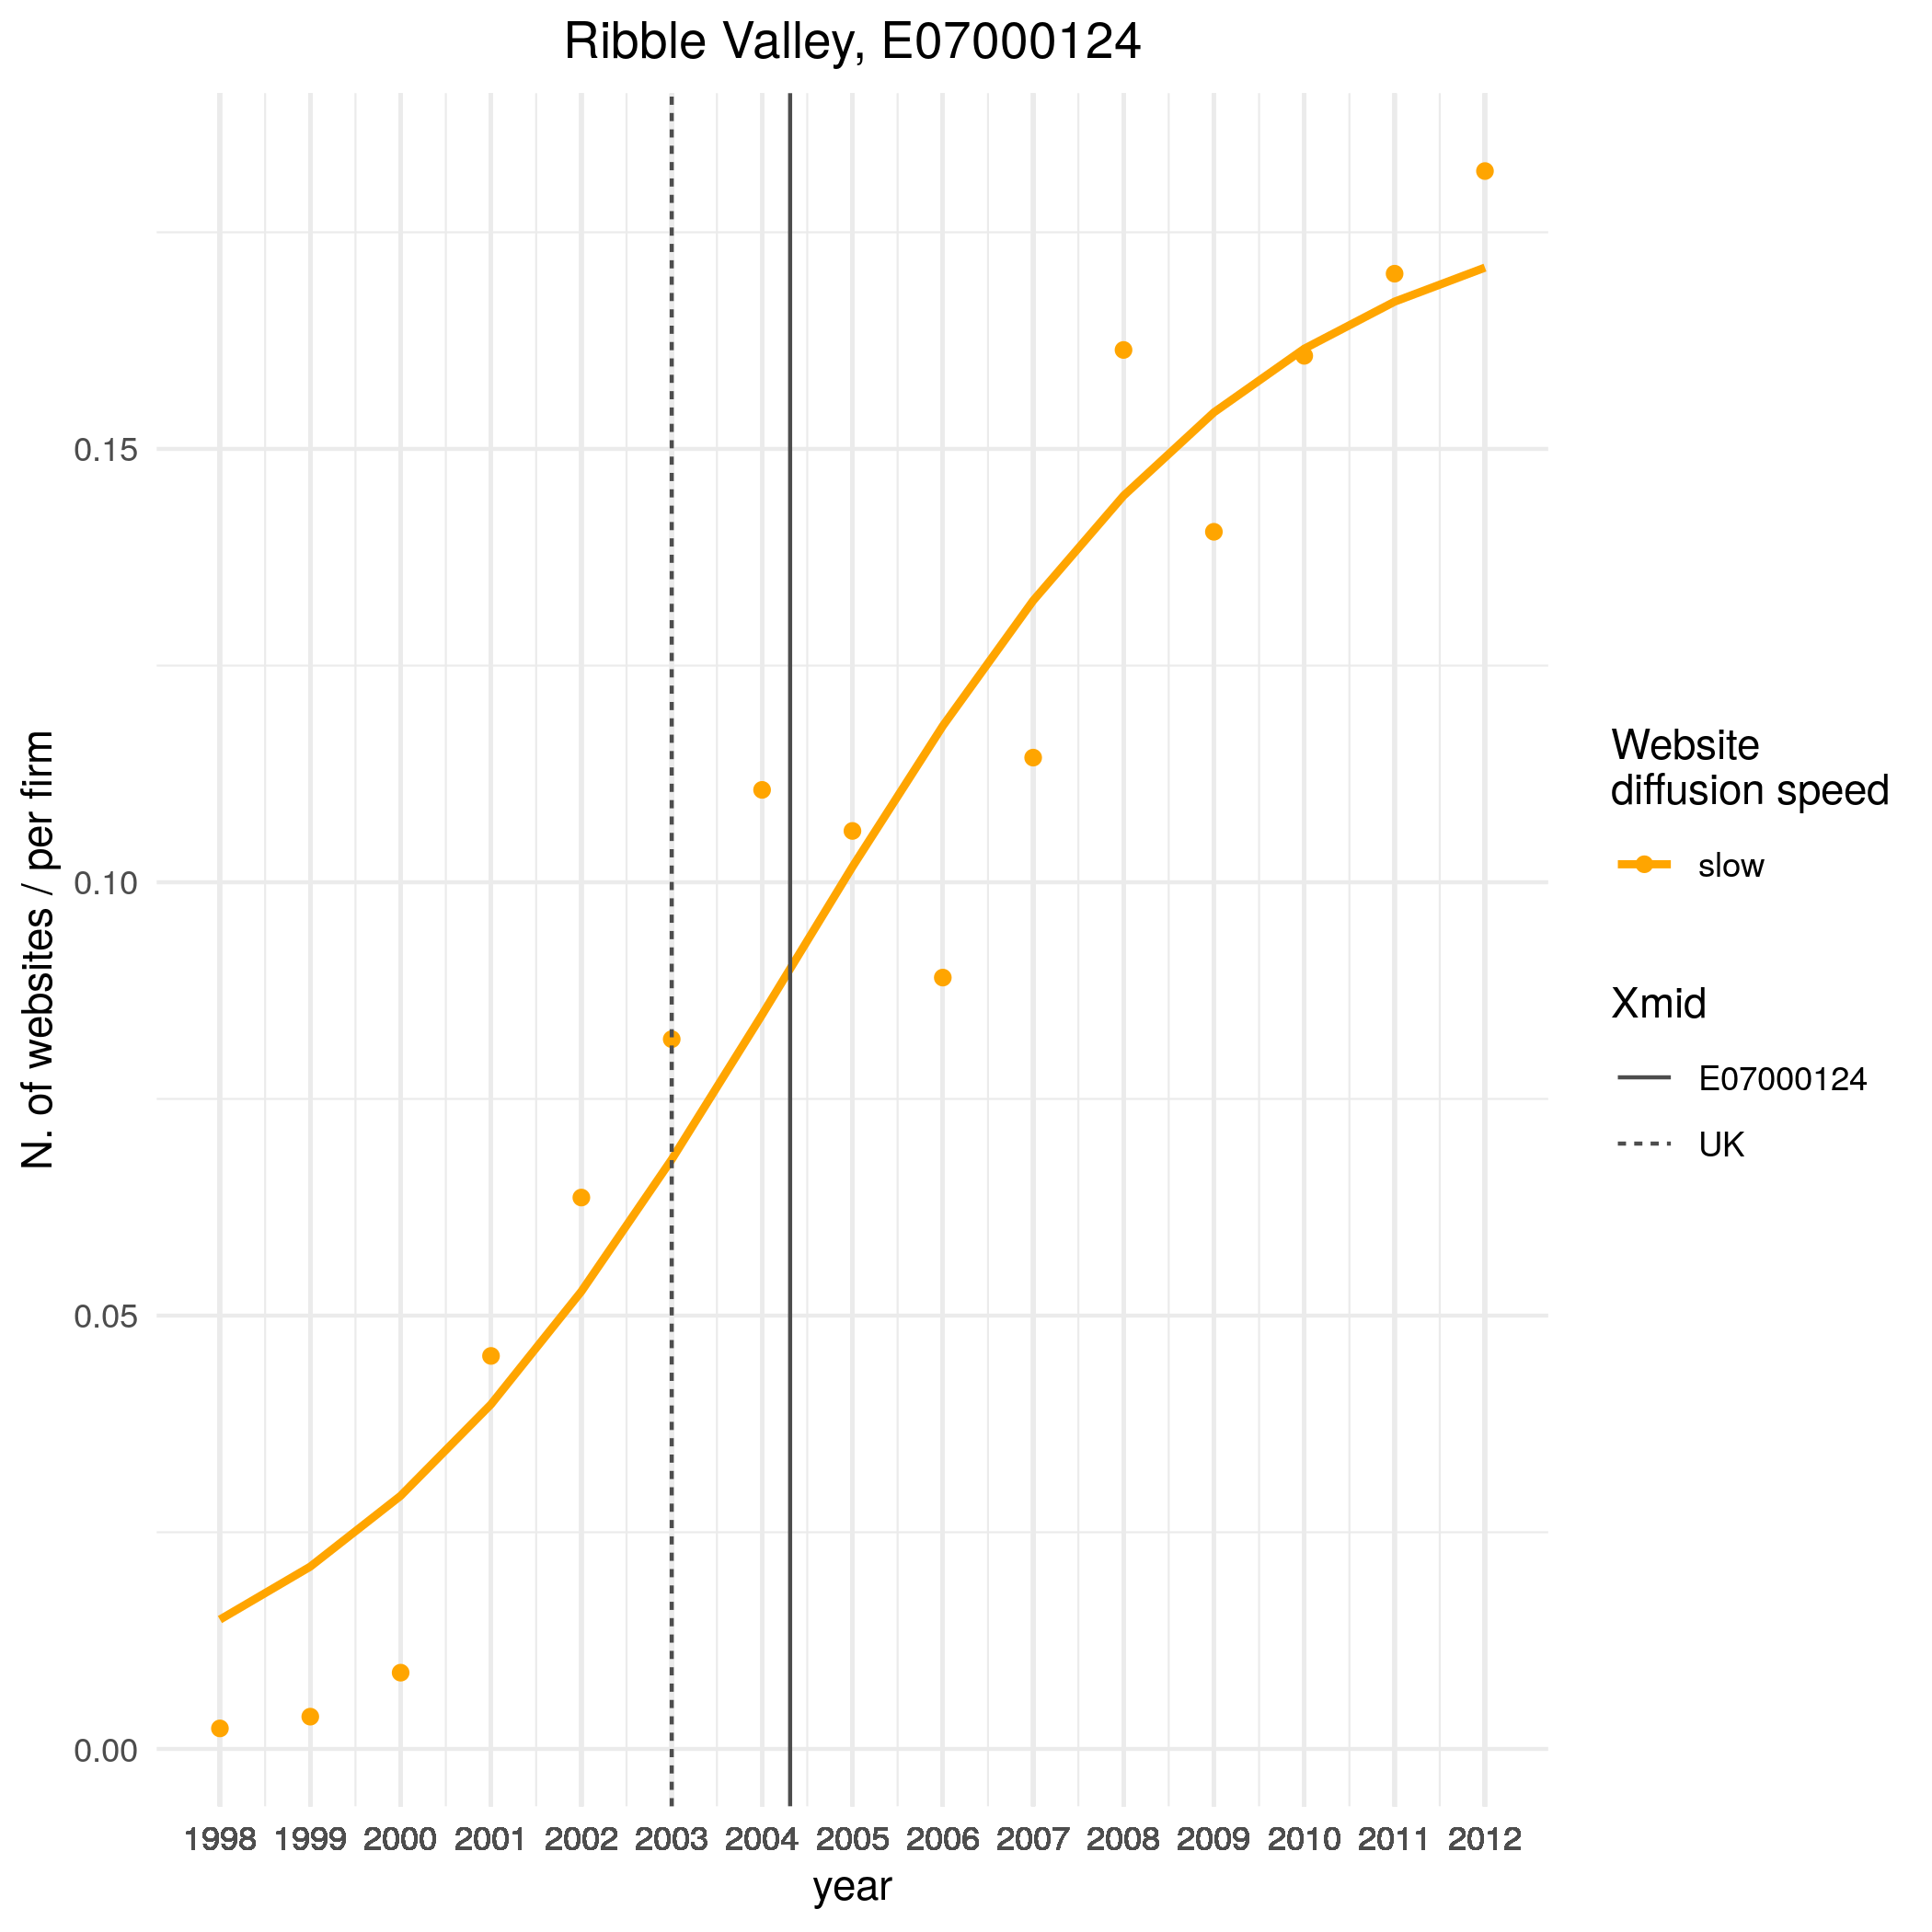 Ribble Valley, E07000124
N. of websites / per firm
0.15
0.10
0.05
0.00
1998 1999 2000 2001 2002 2003 2004 2005 2006 2007 2008 2009 2010 2011 2012
year
Website
diffusion speed
slow
Xmid
E07000124
UK